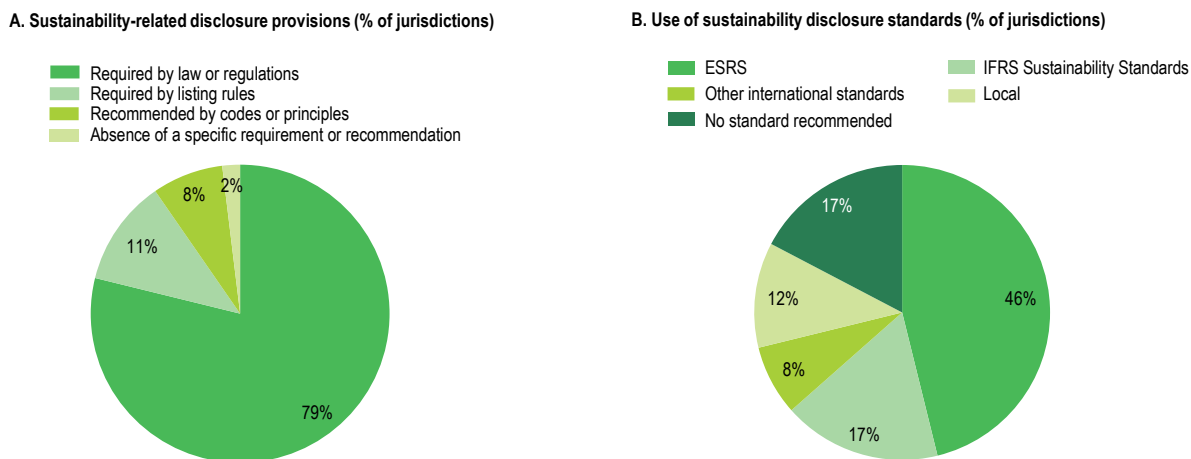 A. Sustainability-related disclosure provisions (% of jurisdictions)
Required by law or regulations
Required by listing rules
Recommended by codes or principles
Absence of a specific requirement or recommendation
2%
8%
11%
79%
B. Use of sustainability disclosure standards (% of jurisdictions)
ESRS
IFRS Sustainability Standards
Other international standards
Local
No standard recommended
17%
12%
46%
8%
17%